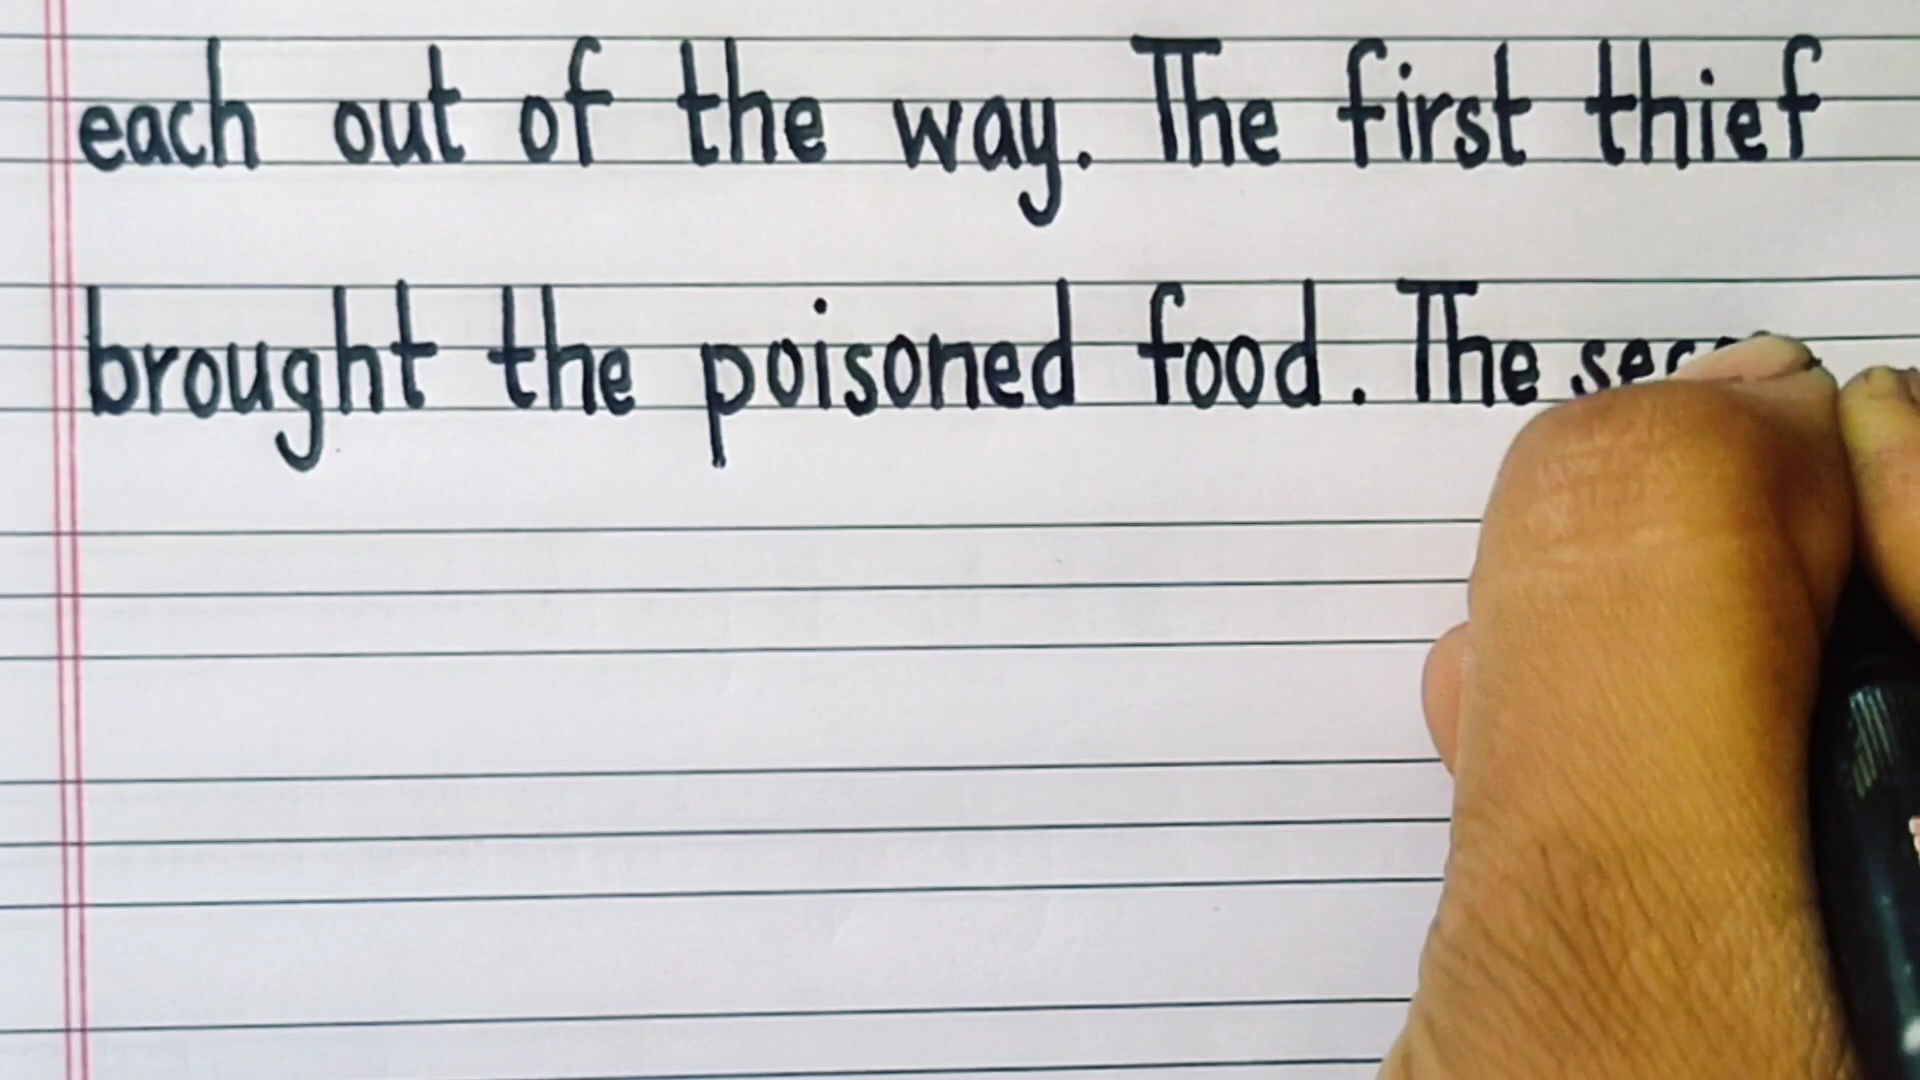 each out of the way. The first thief
brought the poisoned food. The